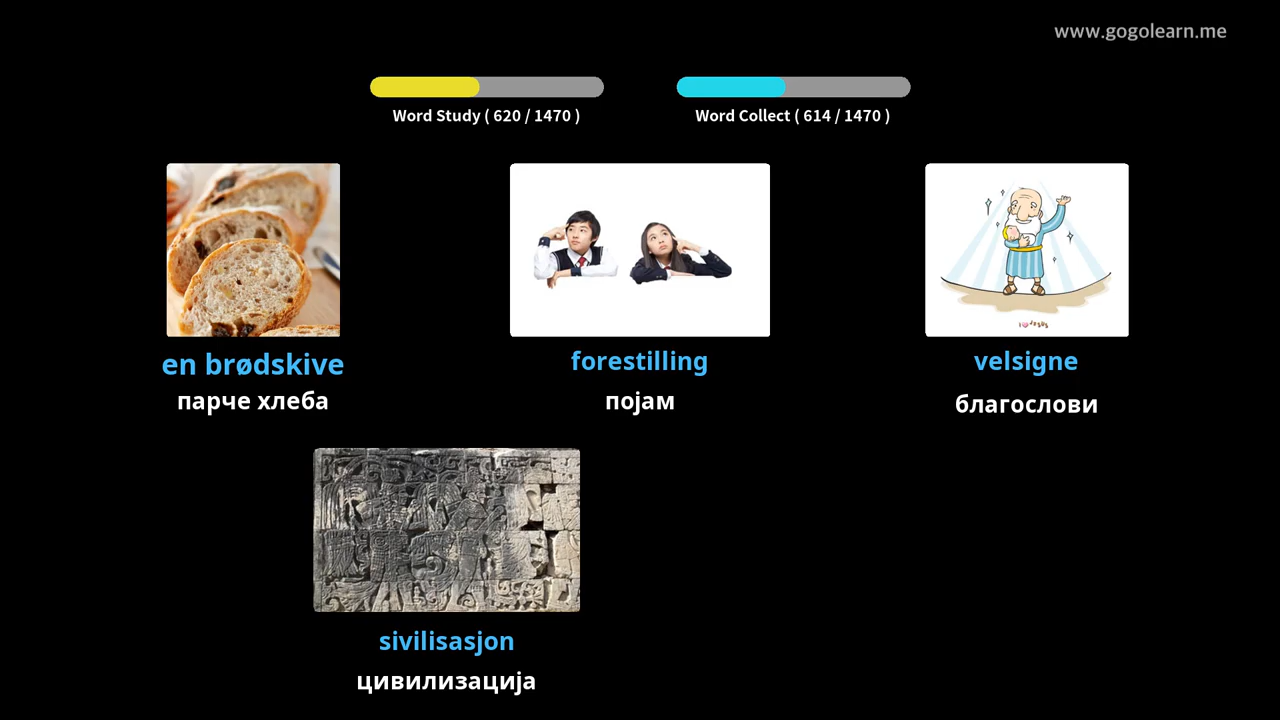 www.gogolearn.me
Word Study ( 620 / 1470 )
Word Collect ( 614 / 1470 )
en brødskive
парче хлеба
forestilling
појам
I JESUS
velsigne
благослови
sivilisasjon
цивилизација